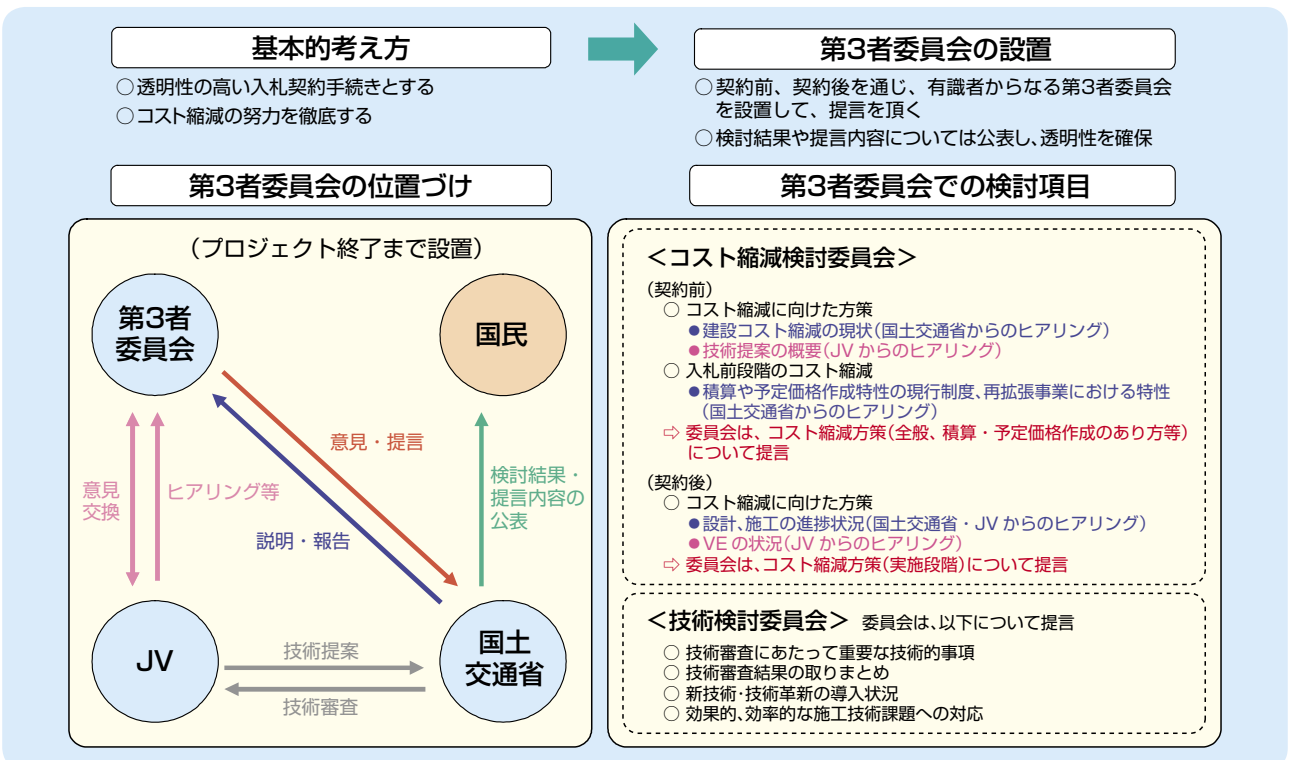 基本的考え方
○透明性の高い入札契約手続きとする
○コスト縮減の努力を徹底する
第3者委員会の設置
○契約前、契約後を通じ、有識者からなる第3者委員会
を設置して、提言を頂く
○検討結果や提言内容については公表し、透明性を確保
第3者委員会の位置づけ
（プロジェクト終了まで設置）
第3者
委員会
国民
意見・提言
検討結果・
提言内容の
公表
意見
交換
ヒアリング等
説明・報告
JV
技術提案
技術審査
国土
交通省
第3者委員会での検討項目
＜コスト縮減検討委員会＞
（契約前）
○ コスト縮減に向けた方策
●建設コスト縮減の現状（国土交通省からのヒアリング）
●技術提案の概要（JV からのヒアリング）
○ 入札前段階のコスト縮減
●積算や予定価格作成特性の現行制度、再拡張事業における特性
（国土交通省からのヒアリング）
⇨ 委員会は、コスト縮減方策（全般、積算・予定価格作成のあり方等）
について提言
（契約後）
○ コスト縮減に向けた方策
●設計、施工の進捗状況（国土交通省・JV からのヒアリング）
●VE の状況（JV からのヒアリング）
⇨ 委員会は、コスト縮減方策（実施段階）について提言
＜技術検討委員会＞ 委員会は、以下について提言
○ 技術審査にあたって重要な技術的事項
○ 技術審査結果の取りまとめ
○ 新技術・技術革新の導入状況
○ 効果的、効率的な施工技術課題への対応